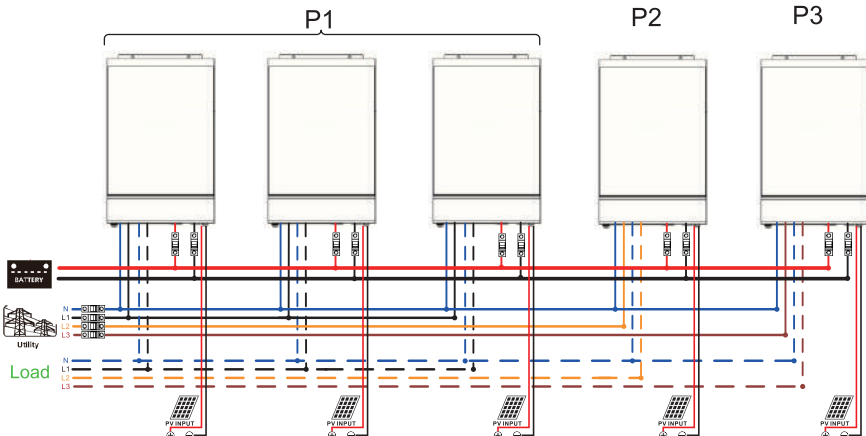 P1
P2
P3
BATTERY
N
L1
L2
L3
Utility
N
L1
L2
L3
Load
PV INPUT
PV INPUT
PV INPUT
PV INPUT
PV INPUT